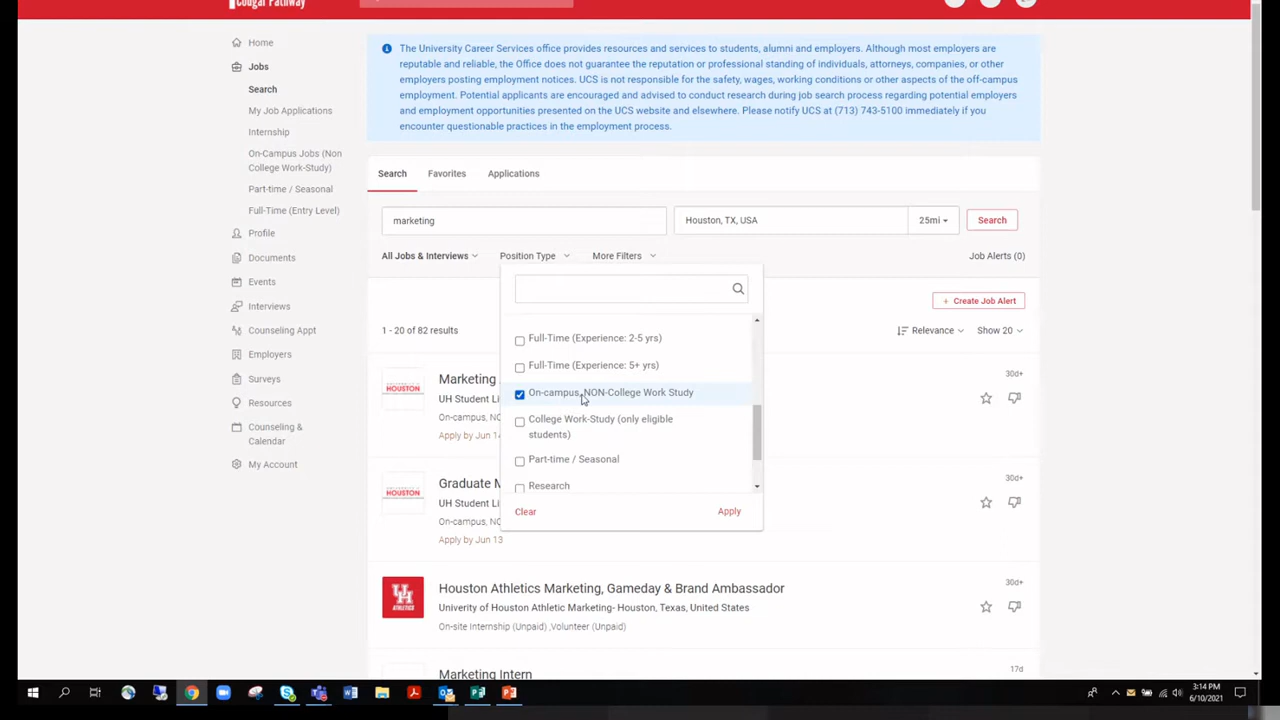 Cougar Pathway
Home
Jobs
Search
My Job Applications
Internship
On-Campus Jobs (Non
College Work-Study)
Part-time / Seasonal
Full-Time (Entry Level)
Profile
Documents
Events
Interviews
Counseling Appt
Employers
Surveys
Resources
Counseling &
Calendar
My Account
The University Career Services office provides resources and services to students, alumni and employers. Although most employers are
reputable and reliable, the Office does not guarantee the reputation or professional standing of individuals, attorneys, companies, or other
employers posting employment notices. UCS is not responsible for the safety, wages, working conditions or other aspects of the off-campus
employment. Potential applicants are encouraged and advised to conduct research during job search process regarding potential employers
and employment opportunities presented on the UCS website and elsewhere. Please notify UCS at (713) 743-5100 immediately if you
encounter questionable practices in the employment process.
Search Favorites Applications
marketing Houston, TX, USA 25mi Search
All Jobs & Interviews Position Type More Filters Job Alerts (0)
+ Create Job Alert
1 - 20 of 82 results Relevance Show 20
Full-Time (Experience: 2-5 yrs)
Full-Time (Experience: 5+ yrs)
On-campus, NON-College Work Study
College Work-Study (only eligible
students)
Part-time / Seasonal
Research
Clear Apply
Marketing 30d+
UNIVERSITY OF
HOUSTON
UH Student Li
On-campus, NO
Apply by Jun 14
Graduate M 30d+
UNIVERSITY OF
HOUSTON
UH Student Li
On-campus, NO
Apply by Jun 13
Houston Athletics Marketing, Gameday & Brand Ambassador 30d+
UH
ATHLETICS
Univerity of Houston Athletic Marketing- Houston, Texas, United States
On-site Internship (Unpaid) ,Volunteer (Unpaid)
Marketing Intern 17d
3:14 PM
6/10/2021